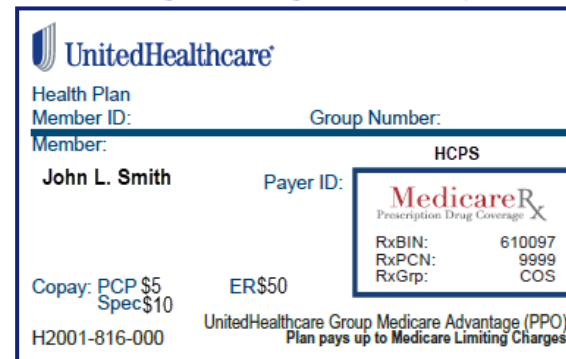 UnitedHealthcare®
Health Plan
Member ID: Group Number:
Member:
HCPS
John L. Smith
Payer ID:
MedicareRx
Prescription Drug Coverage
RxBIN: 610097
RxPCN: 9999
RxGrp: COS
Copay: PCP $5 ER$50
Spec$10
UnitedHealthcare Group Medicare Advantage (PPO)
H2001-816-000 Plan pays up to Medicare Limiting Charges